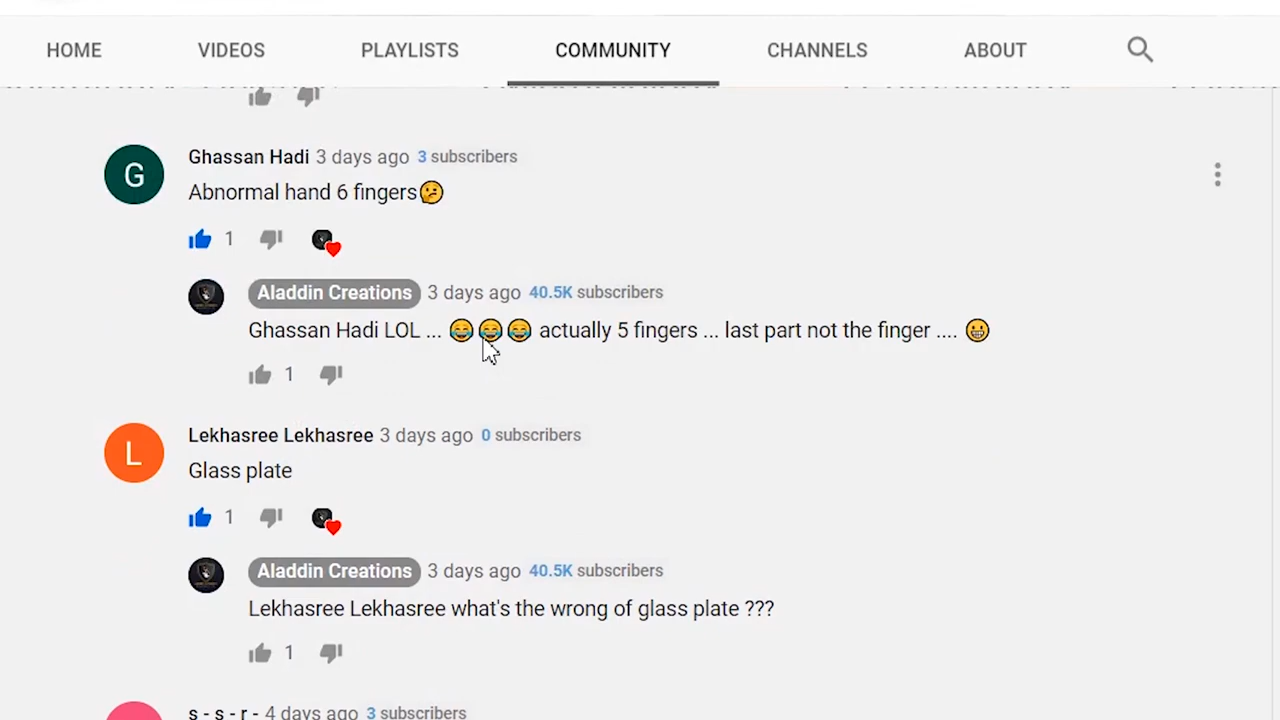 HOME VIDEOS PLAYLISTS COMMUNITY CHANNELS ABOUT
G
Ghassan Hadi 3 days ago 3 subscribers
Abnormal hand 6 fingers🤔
1
Aladdin Creations 3 days ago 40.5K subscribers
Ghassan Hadi LOL ... 😂😂😂 actually 5 fingers ... last part not the finger .... 😬
1
L
Lekhasree Lekhasree 3 days ago 0 subscribers
Glass plate
1
Aladdin Creations 3 days ago 40.5K subscribers
Lekhasree Lekhasree what's the wrong of glass plate ???
1
s - s - r - 4 days ago 3 subscribers